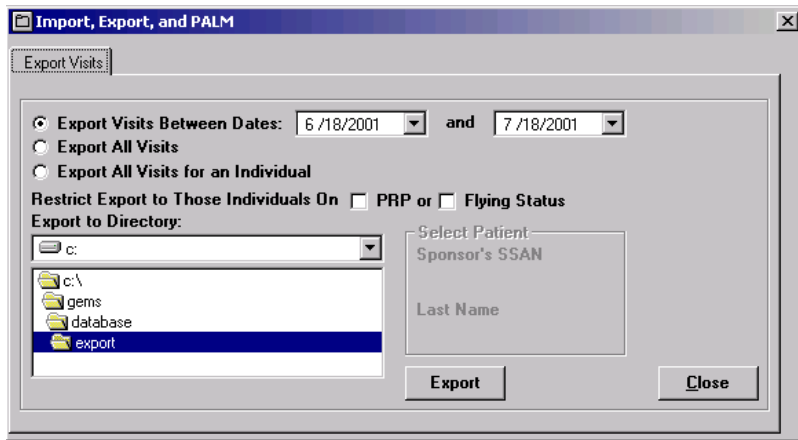 Import, Export, and PALM
Export Visits
Export Visits Between Dates: 6 /18/2001 and 7 /18/2001
Export All Visits
Export All Visits for an Individual
Restrict Export to Those Individuals On PRP or Flying Status
Export to Directory:
c:
c:\
gems
database
export
Select Patient
Sponsor's SSAN
Last Name
Export
Close